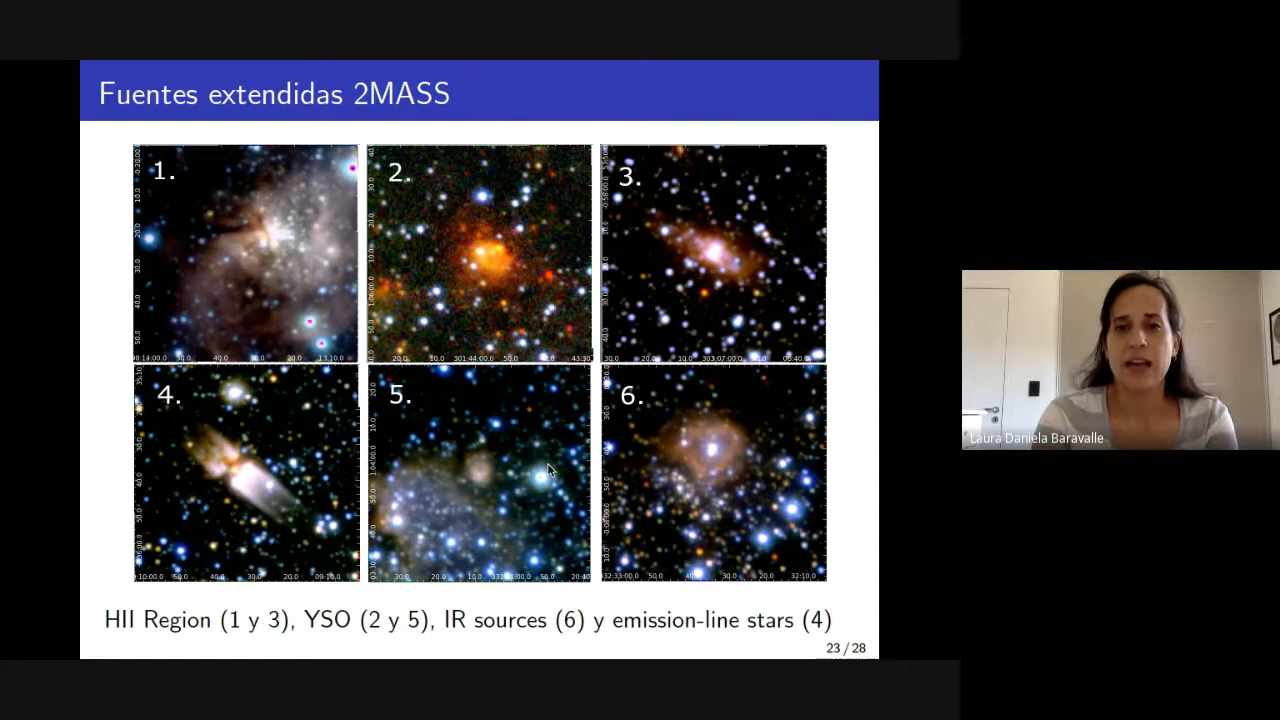 Fuentes extendidas 2MASS
1.
2.
3.
4.
5.
6.
HII Region (1 y 3), YSO (2 y 5), IR sources (6) y emission-line stars (4)
23 / 28
Laura Daniela Baravalle